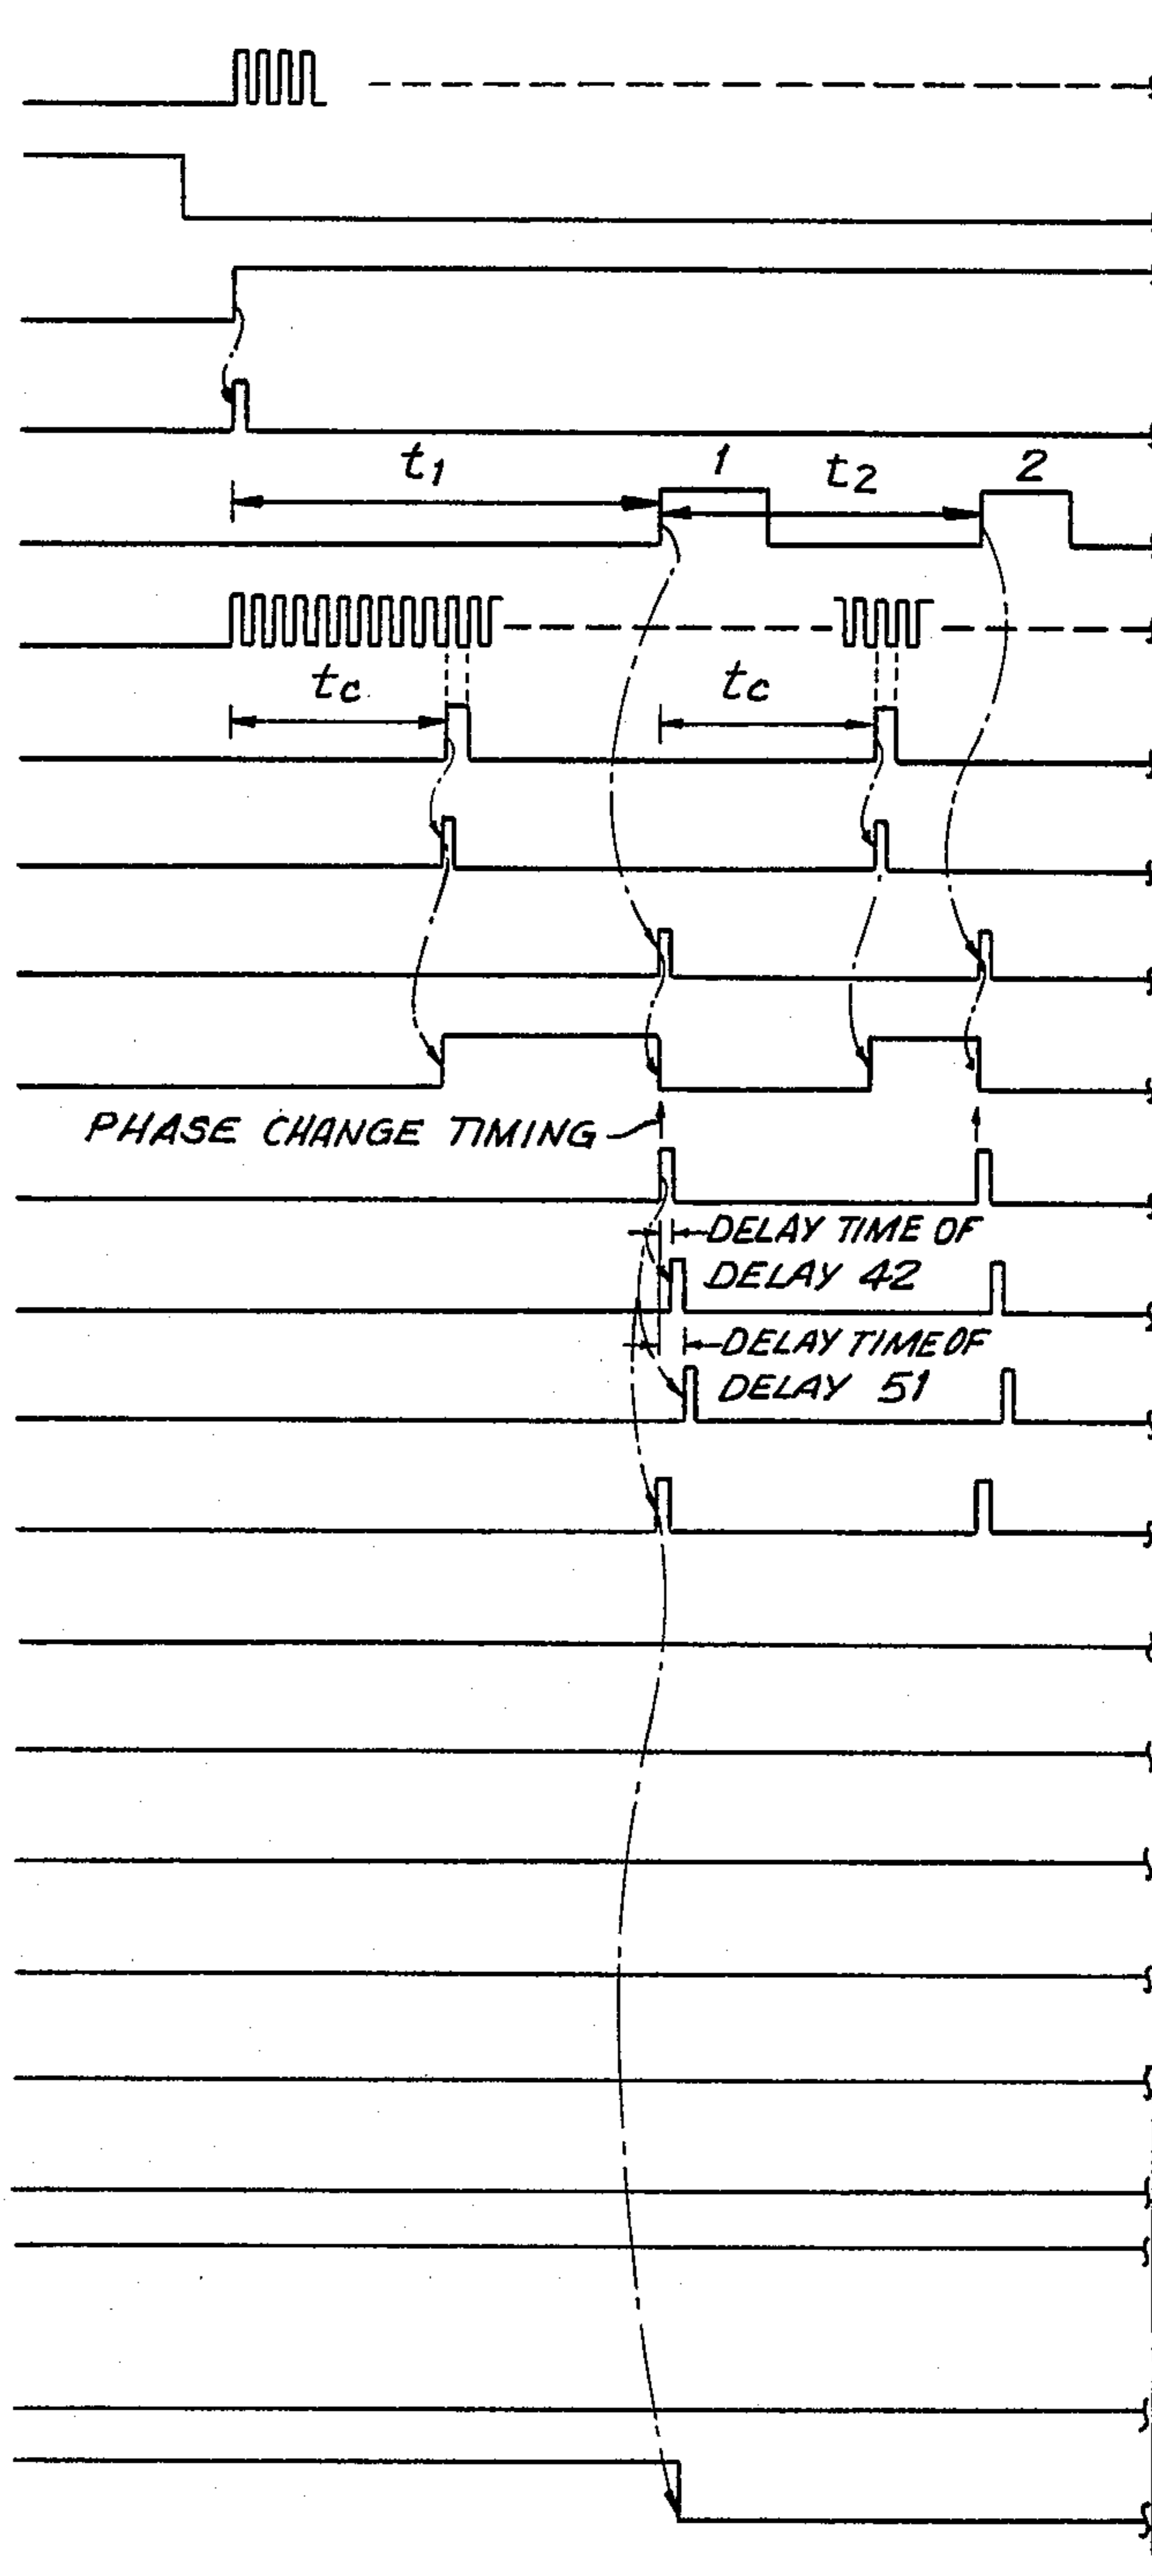 t1 1 t2 2
tc tc
PHASE CHANGE TIMING
DELAY TIME OF
DELAY 42
DELAY TIME OF
DELAY 51